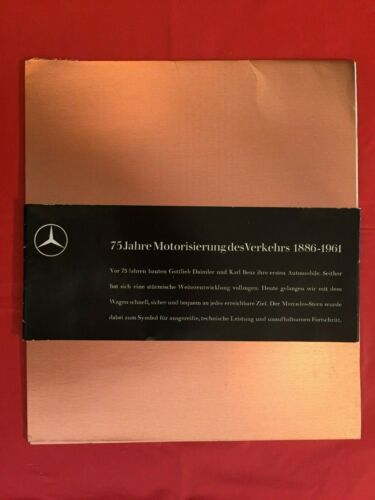 75 Jahre Motorisierung des Verkehrs 1886-1961
Vor 75 Jahren bauten Gottlieb Daimler und Karl Benz ihre ersten Automobile. Seither
hat sich eine stürmische Weiterentwicklung vollzogen. Heute gelangen wir mit dem
Wagen schnell, sicher und bequem an jedes erreichbare Ziel. Der Mercedes-Stern wurde
dabei zum Symbol für ausgereifte, technische Leistung und unaufhaltsamen Fortschritt.